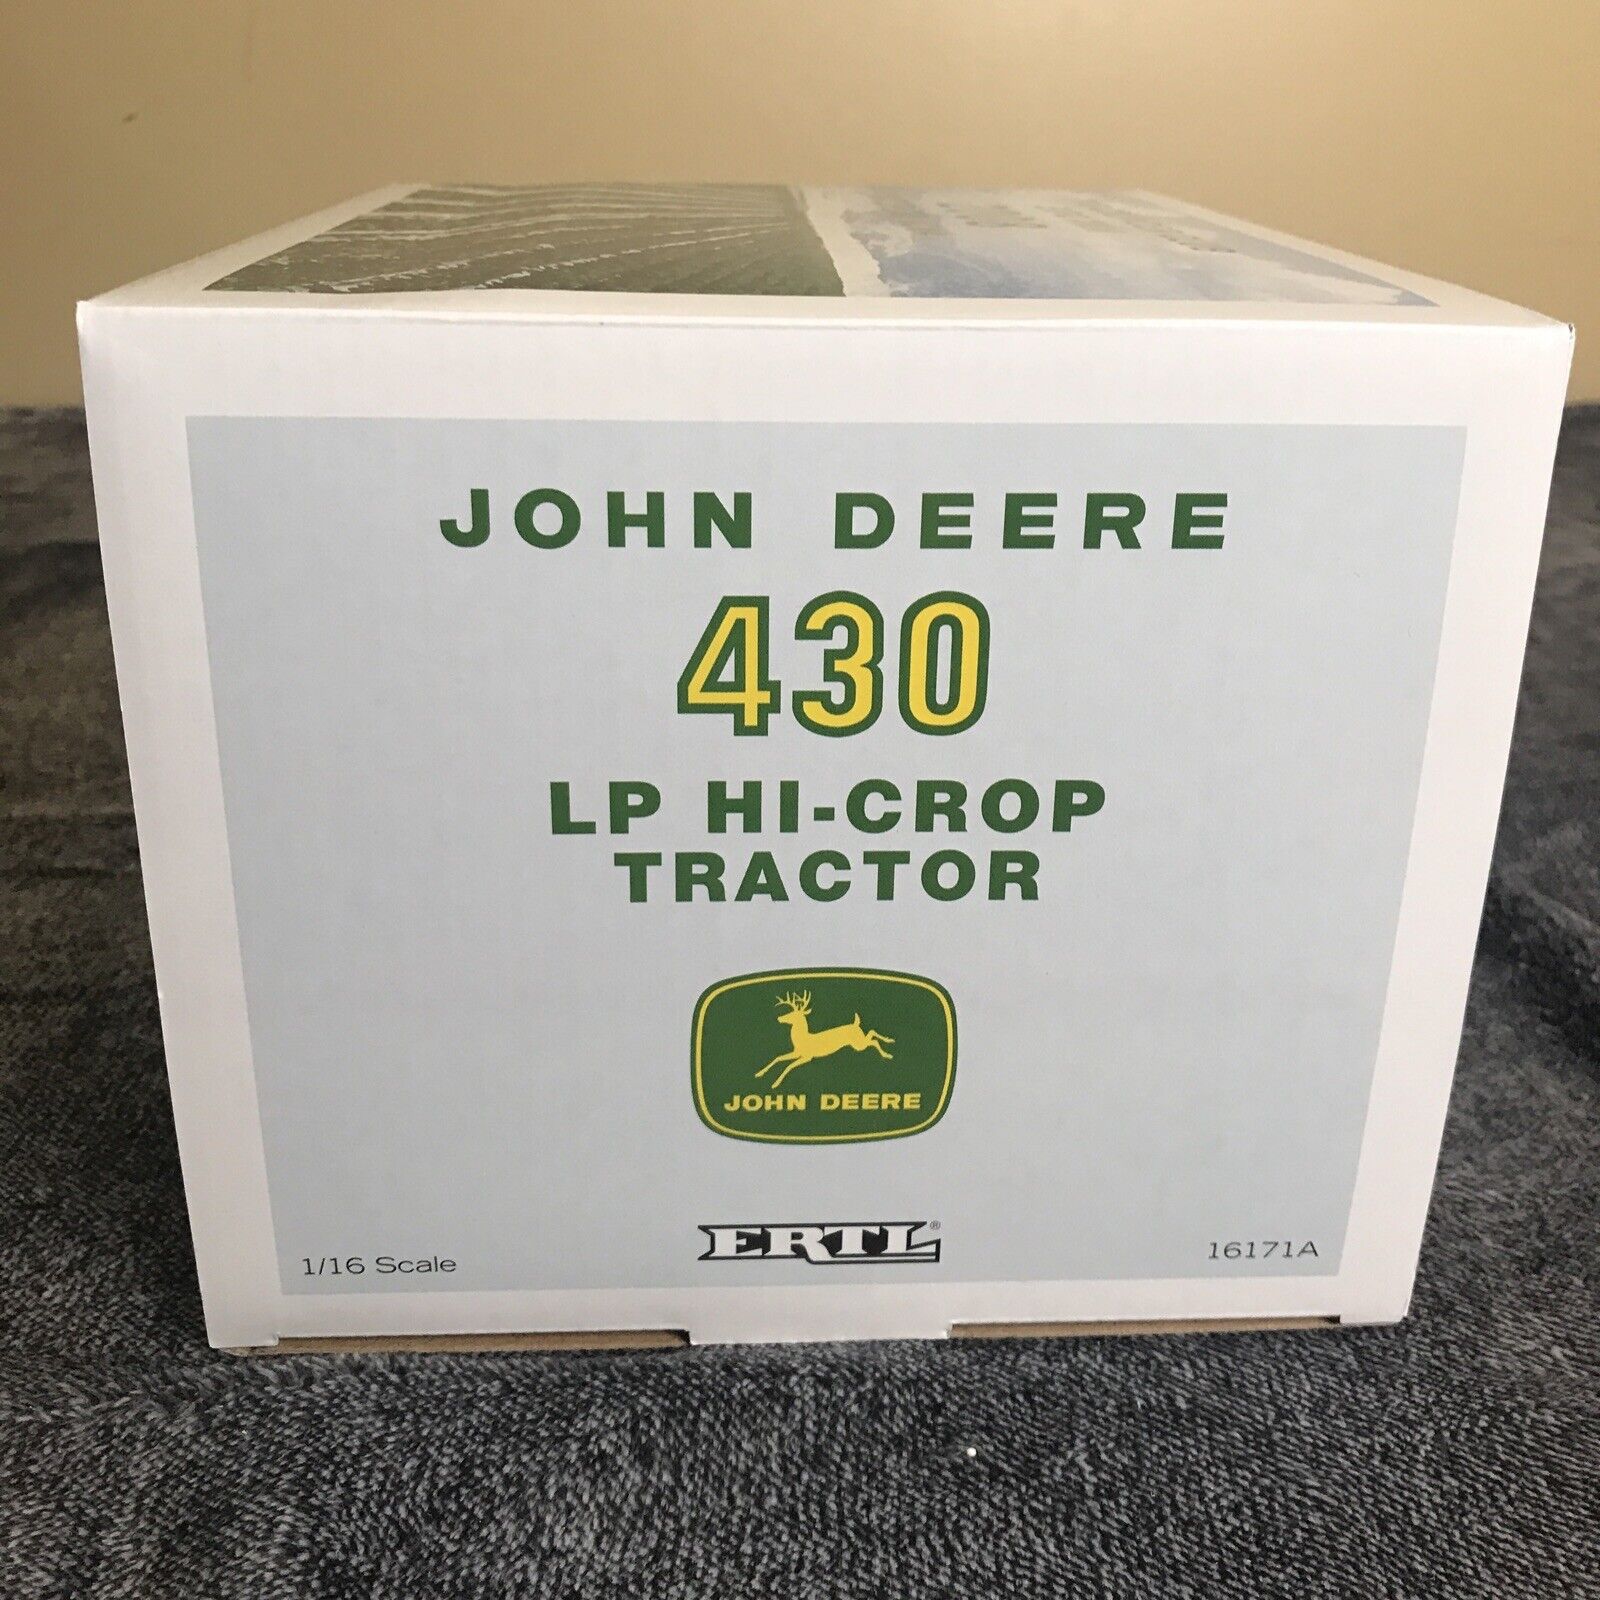 JOHN DEERE
430
LP HI-CROP
TRACTOR
JOHN DEERE
ERTL®
1/16 Scale
16171A